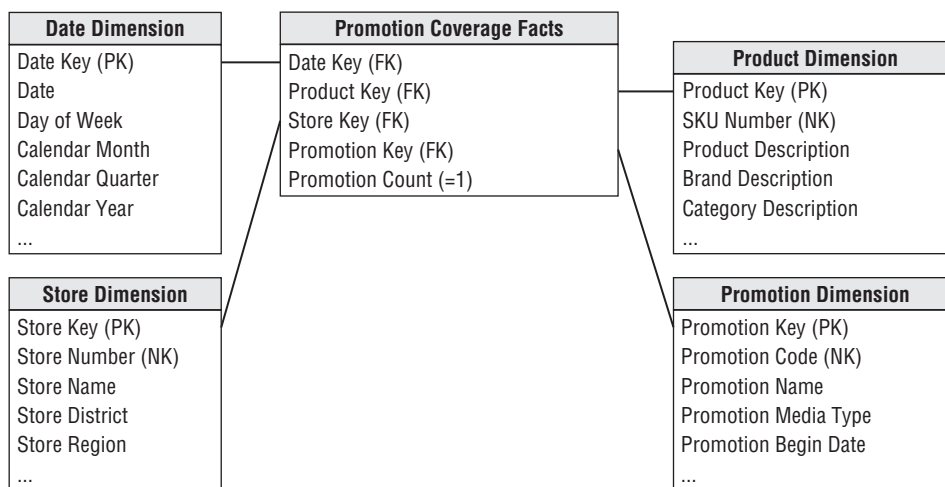 Date Dimension
Date Key (PK)
Date
Day of Week
Calendar Month
Calendar Quarter
Calendar Year
...
Promotion Coverage Facts
Date Key (FK)
Product Key (FK)
Store Key (FK)
Promotion Key (FK)
Promotion Count (=1)
Product Dimension
Product Key (PK)
SKU Number (NK)
Product Description
Brand Description
Category Description
...
Store Dimension
Store Key (PK)
Store Number (NK)
Store Name
Store District
Store Region
...
Promotion Dimension
Promotion Key (PK)
Promotion Code (NK)
Promotion Name
Promotion Media Type
Promotion Begin Date
...